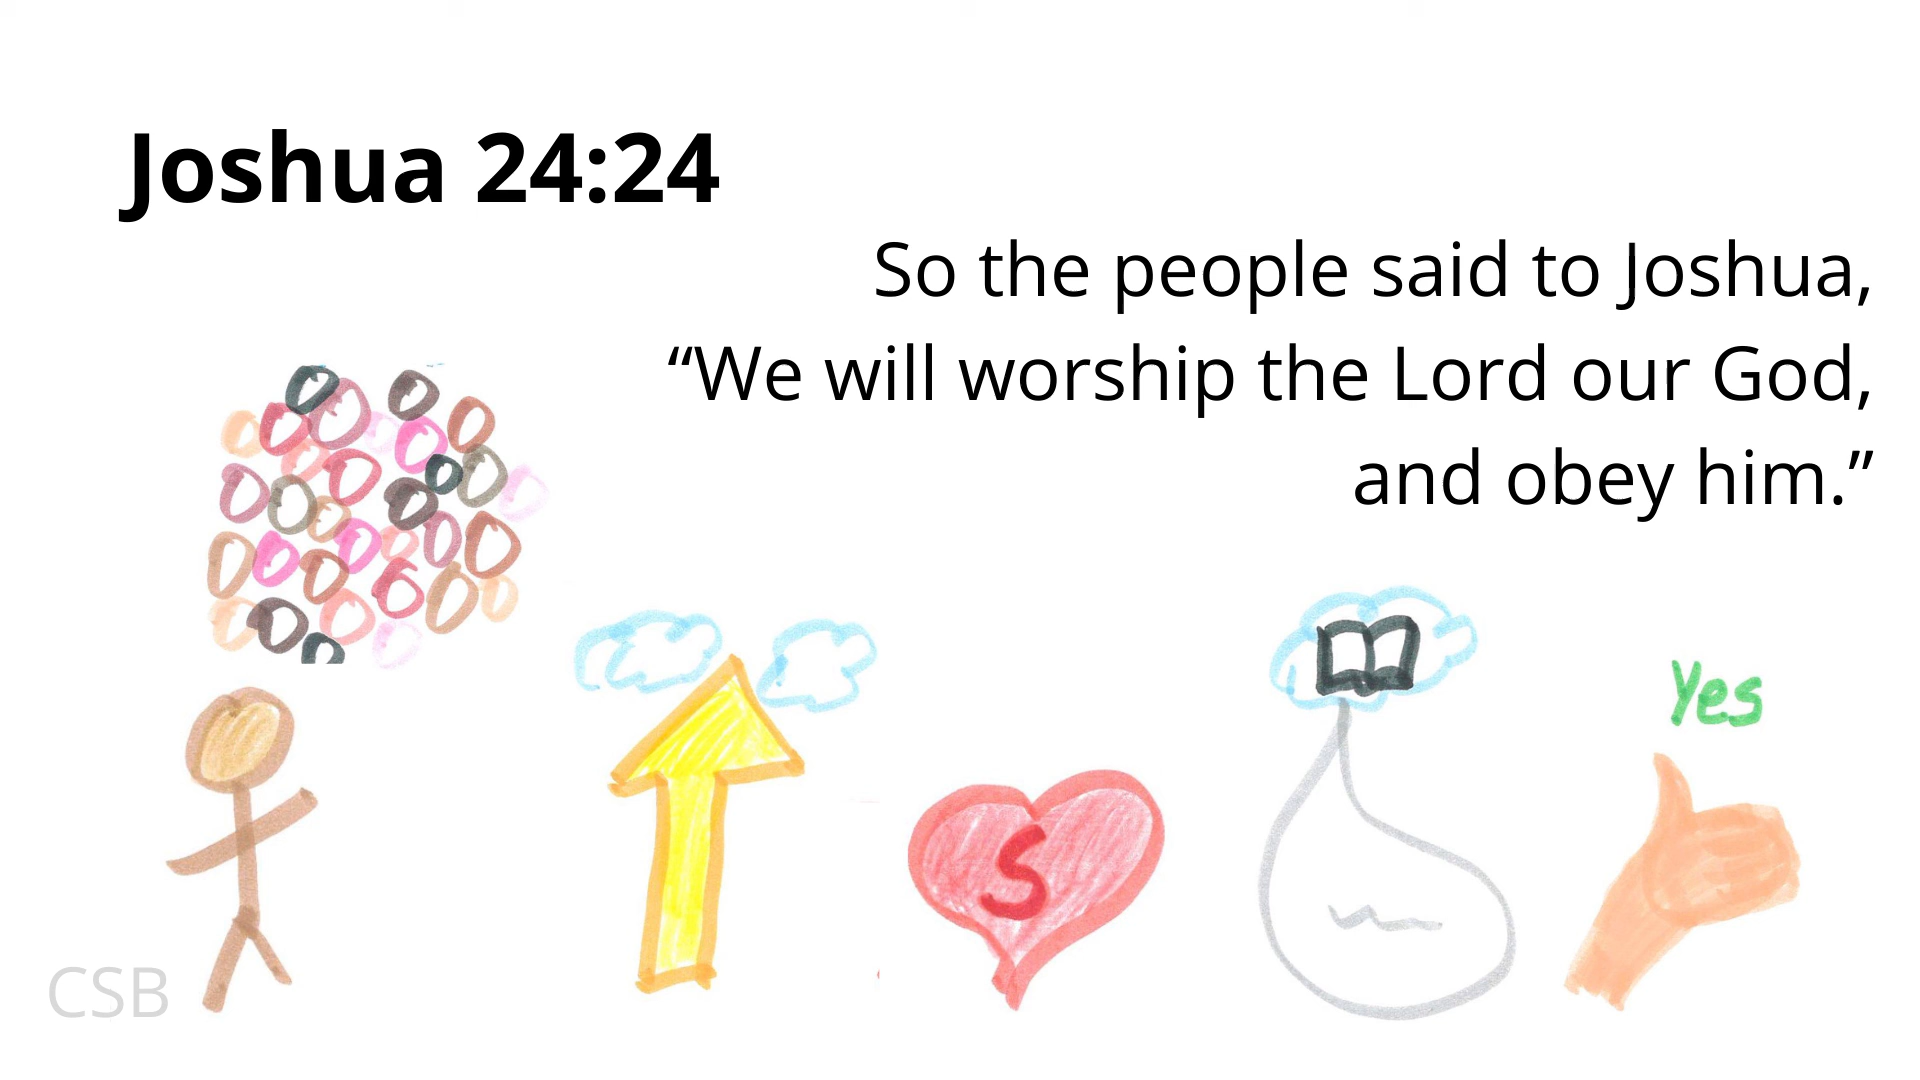 Joshua 24:24
So the people said to Joshua,
“We will worship the Lord our God,
and obey him.”
Yes
S
CSB